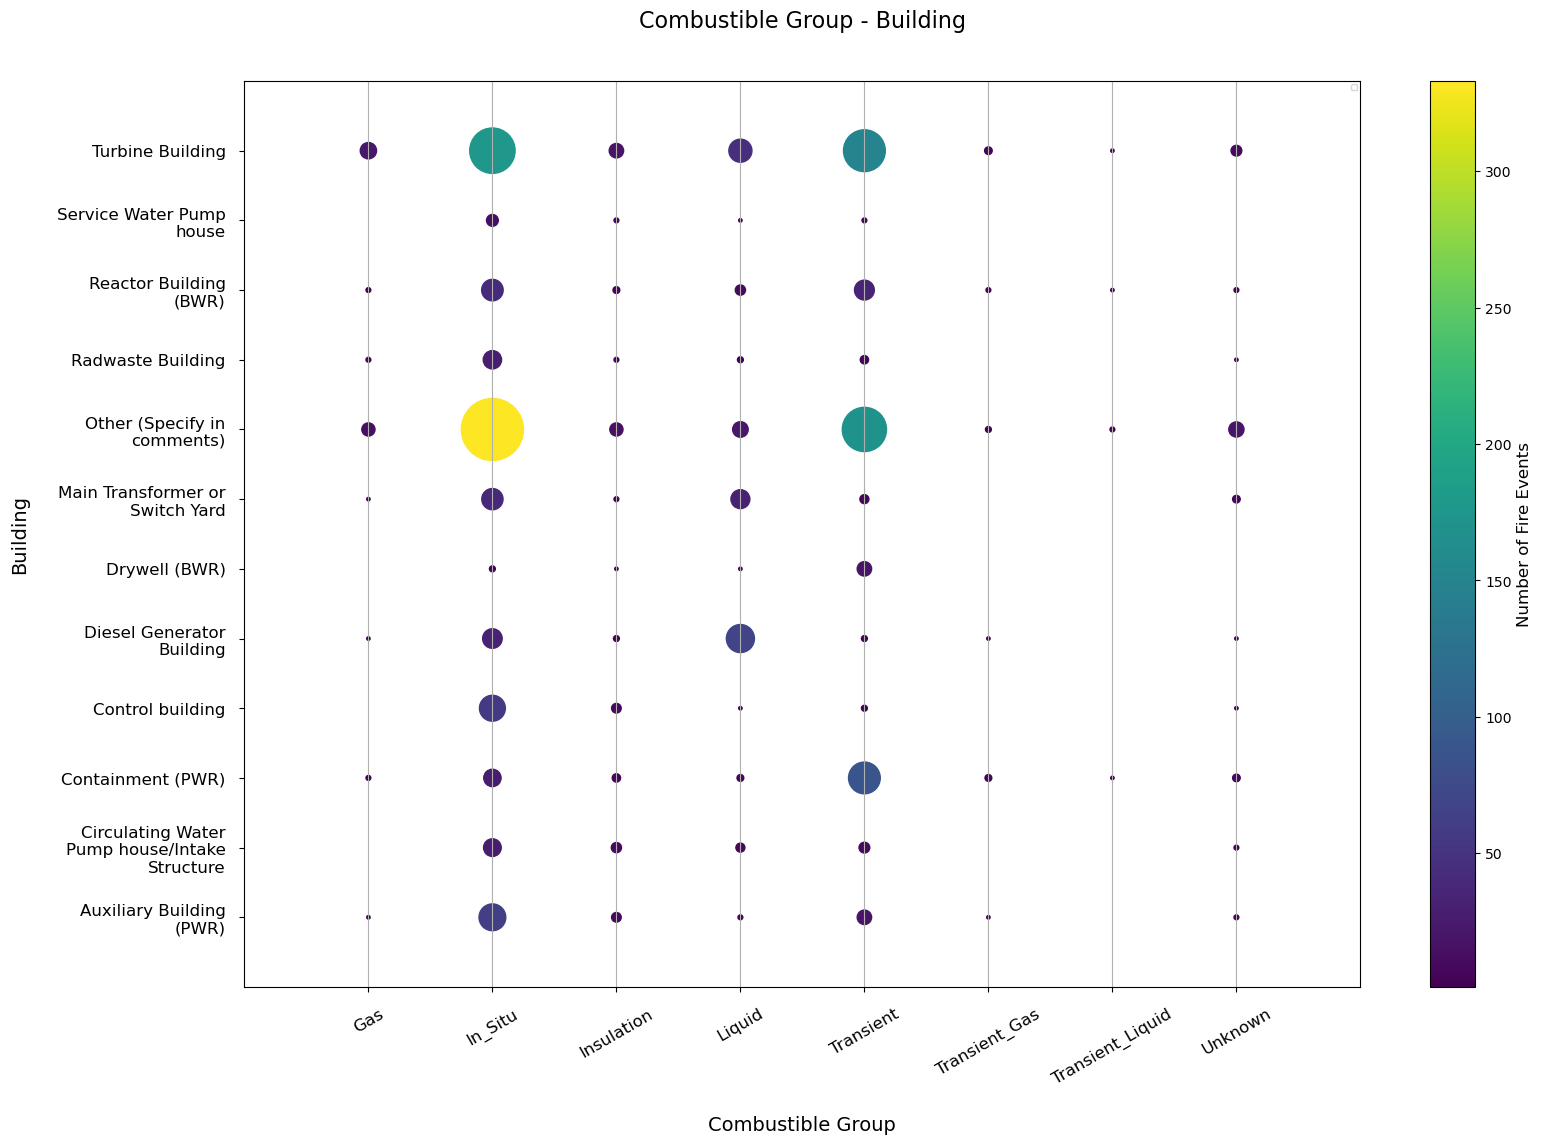 Combustible Group - Building
Turbine Building
Service Water Pump
house
Reactor Building
(BWR)
Radwaste Building
Other (Specify in
comments)
Main Transformer or
Switch Yard
Drywell (BWR)
Diesel Generator
Building
Control building
Containment (PWR)
Circulating Water
Pump house/Intake
Structure
Auxiliary Building
(PWR)
Building
Gas
In_Situ
Insulation
Liquid
Transient
Transient_Gas
Transient_Liquid
Unknown
Combustible Group
300
250
200
150
100
50
Number of Fire Events